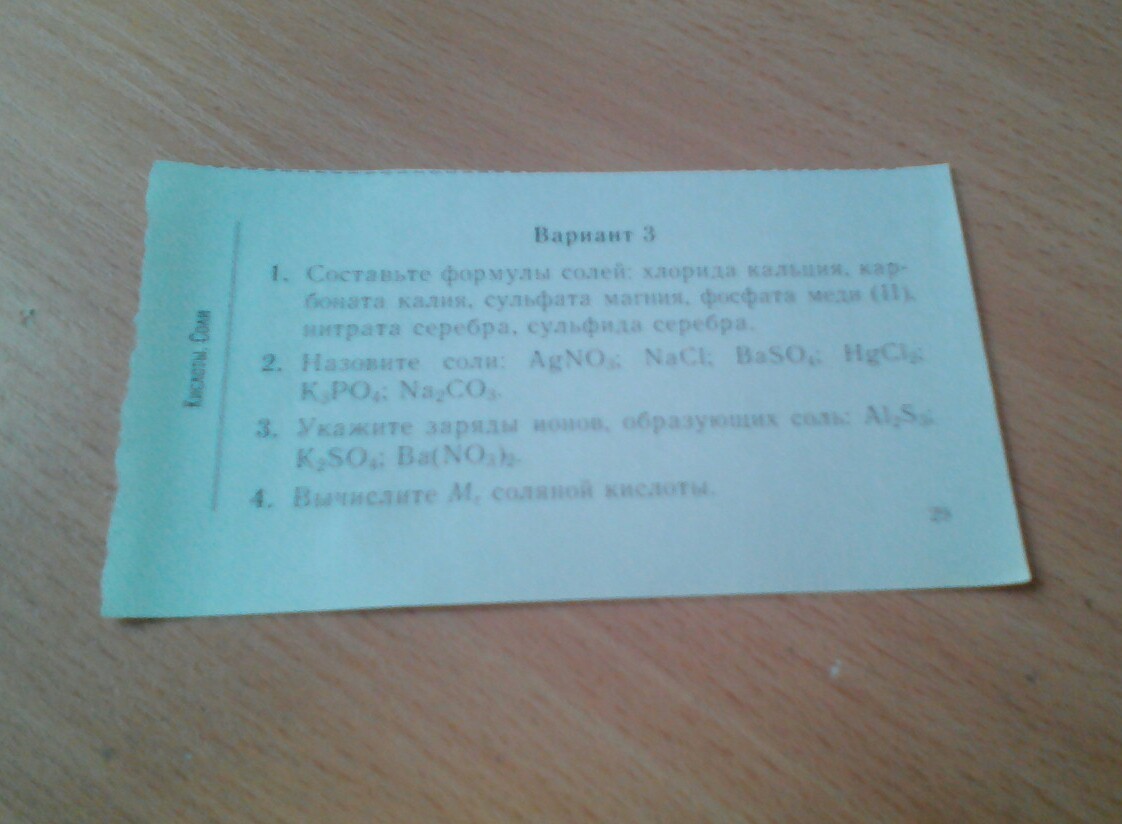 Кислоты. Соли
Вариант 3
1. Составьте формулы солей: хлорида кальция, кар-
боната калия, сульфата магния, фосфата меди (II),
нитрата серебра, сульфида серебра.
2. Назовите соли: AgNO₃; NaCl; BaSO₄; HgCl₂;
K₃PO₄; Na₂CO₃.
3. Укажите заряды ионов, образующих соль: Al₂S₃;
K₂SO₄; Ba(NO₃)₂.
4. Вычислите Mᵣ соляной кислоты.